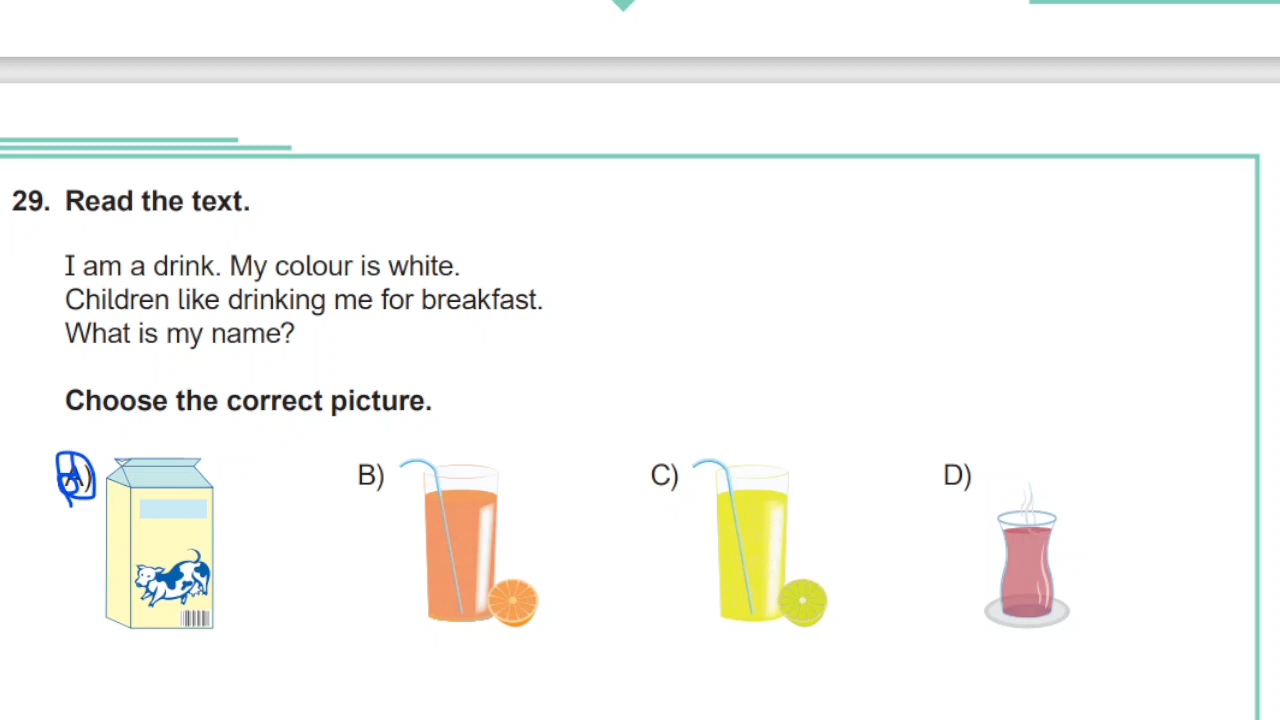 29. Read the text.
I am a drink. My colour is white.
Children like drinking me for breakfast.
What is my name?
Choose the correct picture.
A) B) C) D)